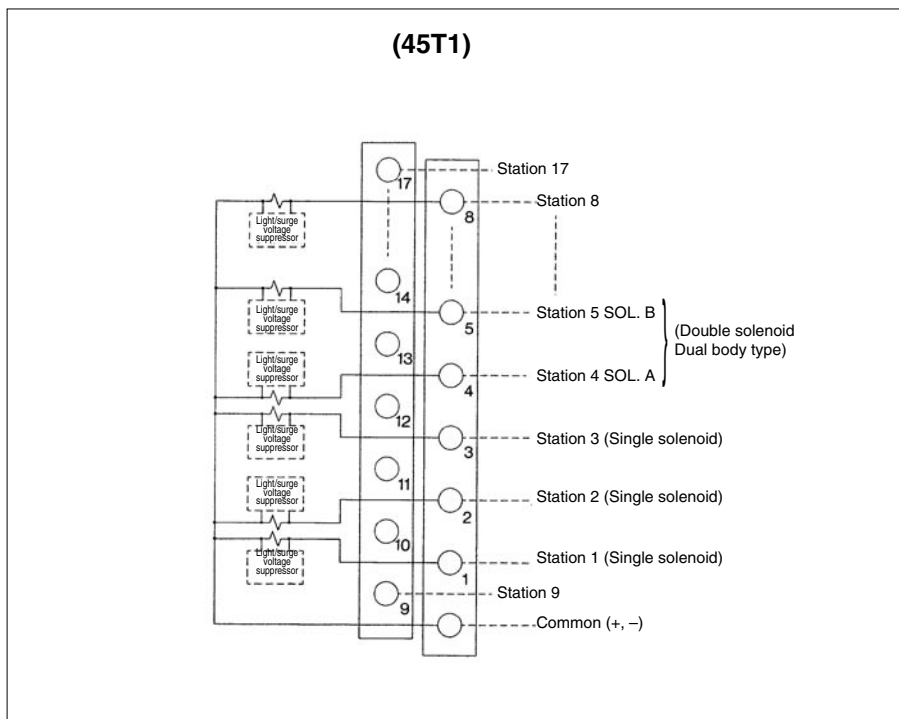 (45T1)
17
Station 17
8
Station 8
Light/surge
voltage
suppressor
14
5
Station 5 SOL. B
Light/surge
voltage
suppressor
(Double solenoid
Dual body type)
13
Light/surge
voltage
suppressor
4
Station 4 SOL. A
12
Light/surge
voltage
suppressor
3
Station 3 (Single solenoid)
11
Light/surge
voltage
suppressor
2
Station 2 (Single solenoid)
10
Light/surge
voltage
suppressor
1
Station 1 (Single solenoid)
9
Station 9
Common (+, –)